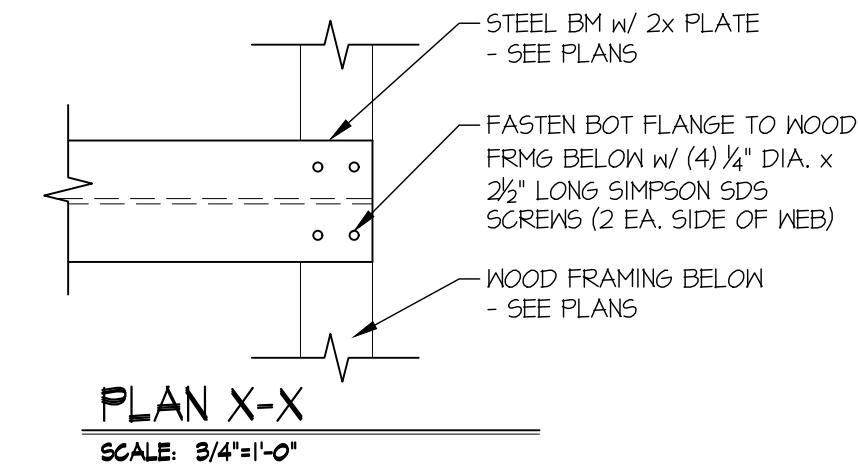 STEEL BM w/ 2x PLATE
- SEE PLANS
FASTEN BOT FLANGE TO WOOD
FRMG BELOW w/ (4) 1/4" DIA. x
2 1/2" LONG SIMPSON SDS
SCREWS (2 EA. SIDE OF WEB)
WOOD FRAMING BELOW
- SEE PLANS
PLAN X-X
SCALE: 3/4"=1'-0"